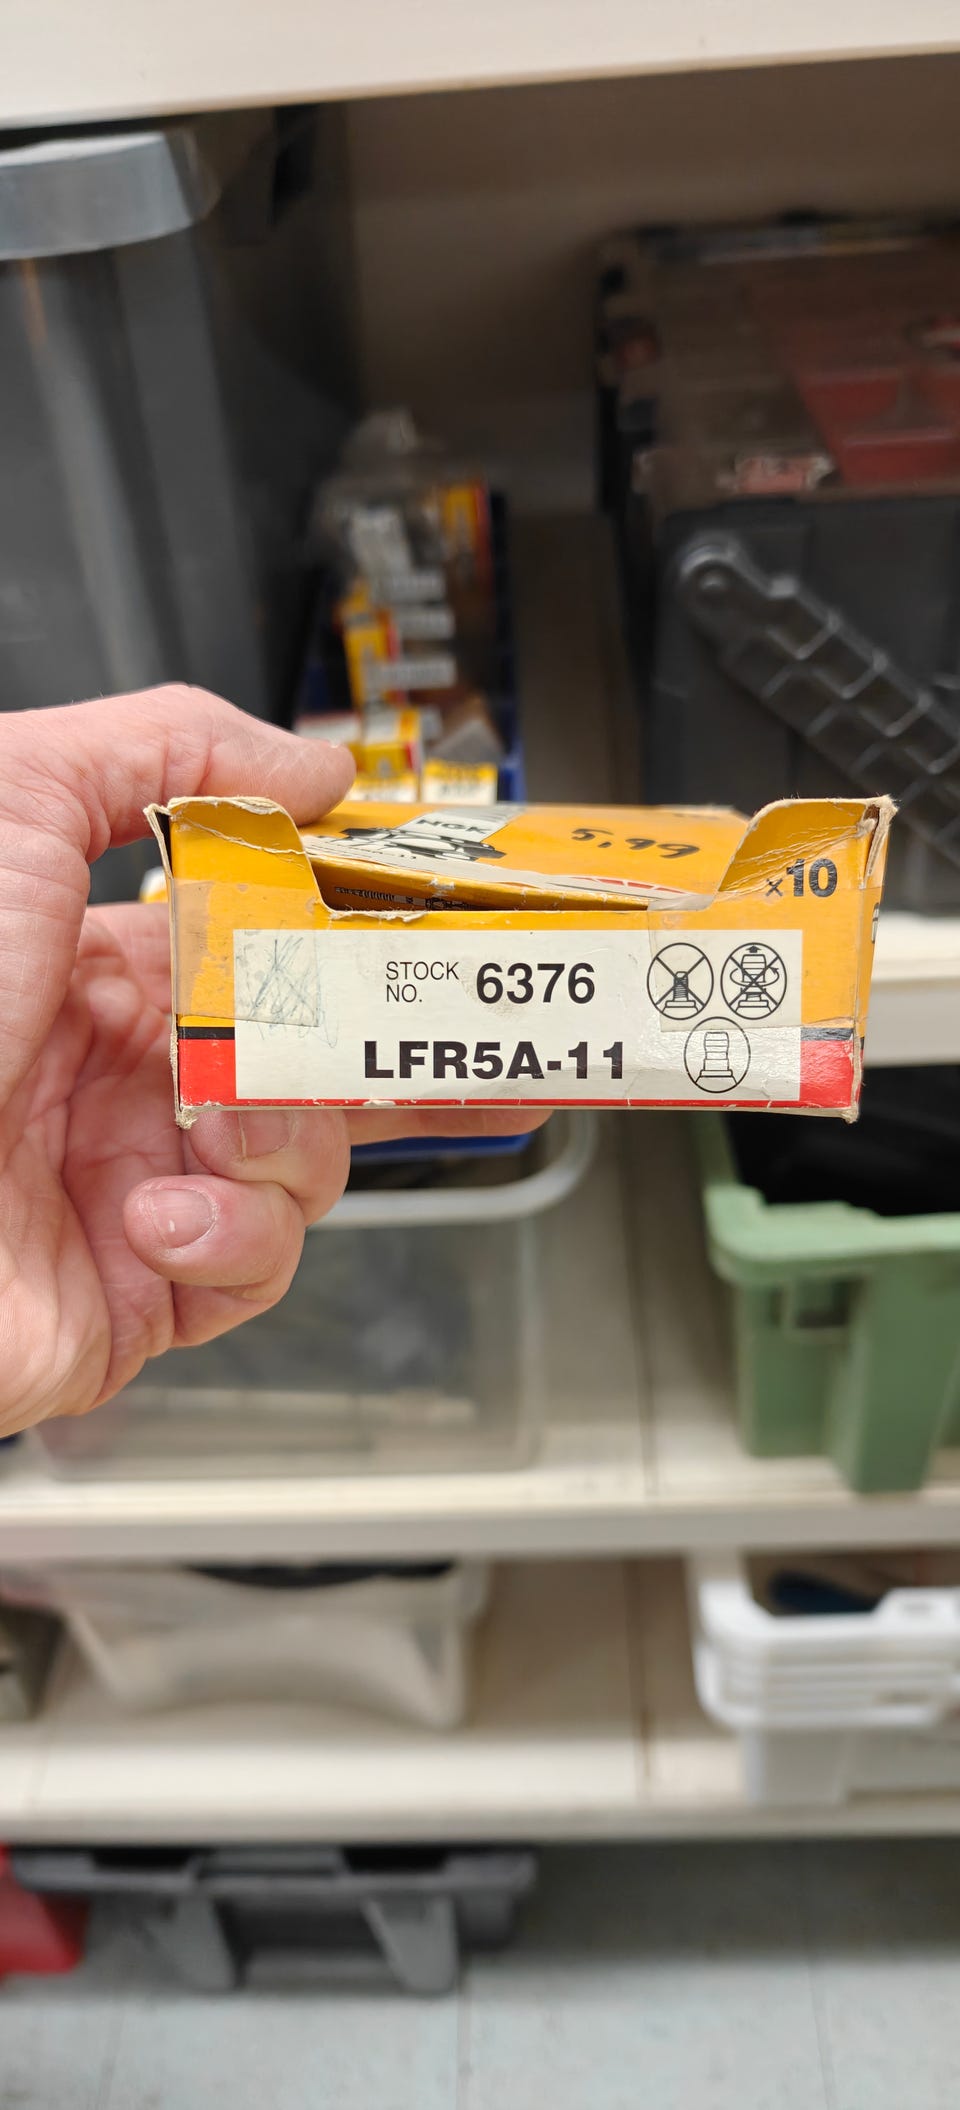 NGK
5,99
x10
STOCK NO. 6376
LFR5A-11